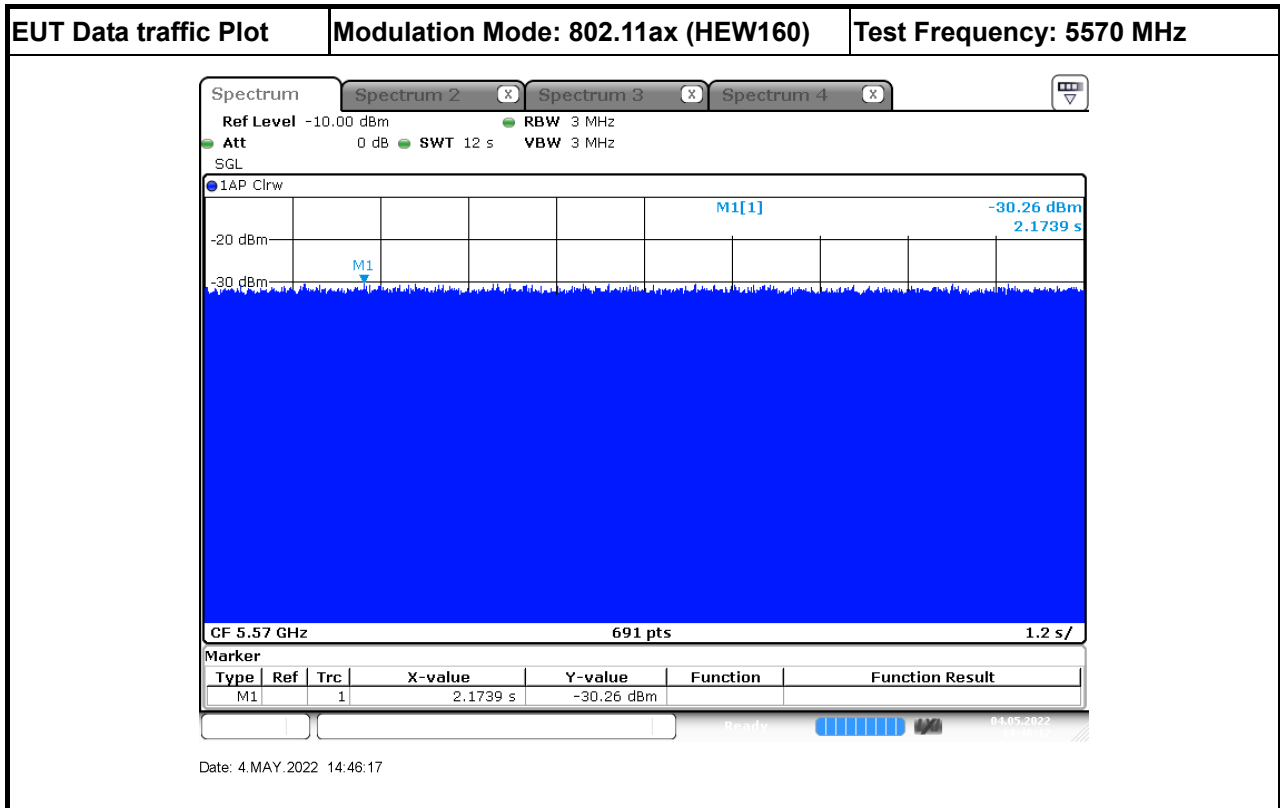 EUT Data traffic Plot Modulation Mode: 802.11ax (HEW160) Test Frequency: 5570 MHz
Spectrum Spectrum 2 X Spectrum 3 X Spectrum 4 X
Ref Level -10.00 dBm RBW 3 MHz
Att 0 dB SWT 12 s VBW 3 MHz
SGL
1AP Clrw
M1[1] -30.26 dBm
2.1739 s
-20 dBm
M1
-30 dBm
CF 5.57 GHz 691 pts 1.2 s/
Marker
Type Ref Trc X-value Y-value Function Function Result
M1 1 2.1739 s -30.26 dBm
Ready 04.05.2022
Date: 4.MAY.2022 14:46:17